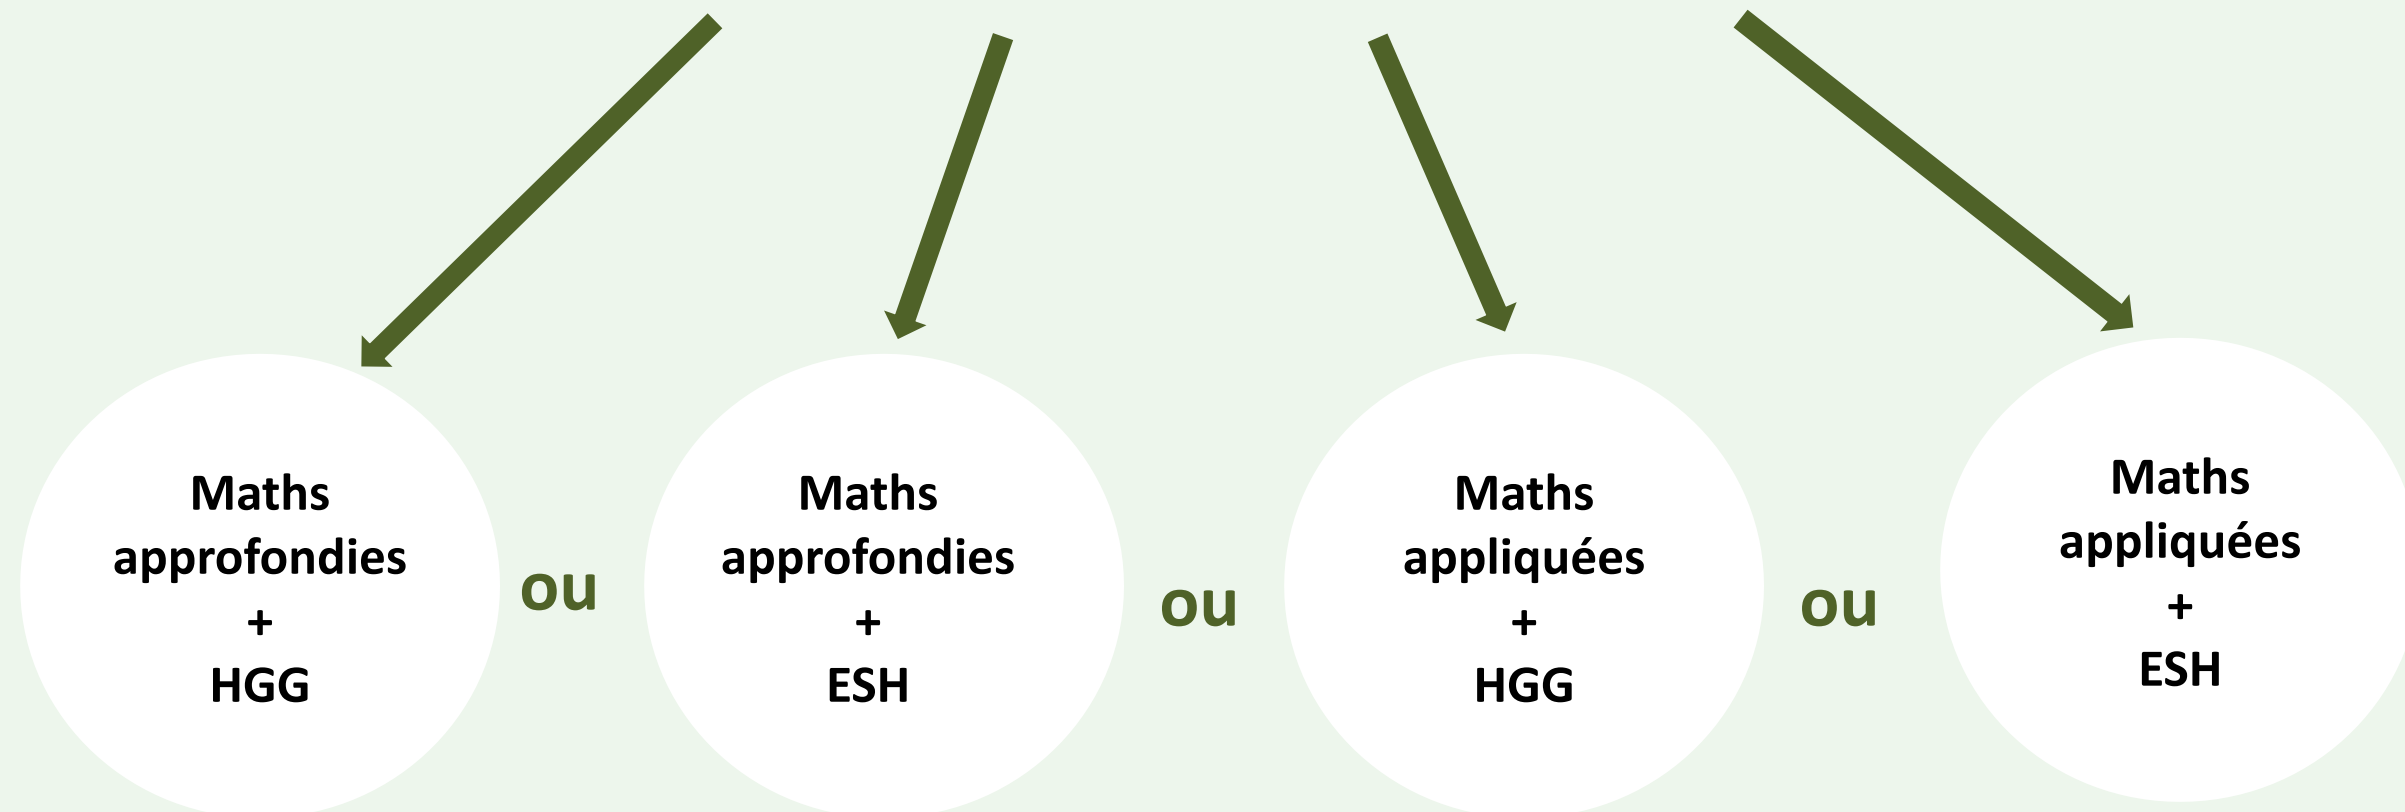 Maths
approfondies
+
HGG
ou
Maths
approfondies
+
ESH
ou
Maths
appliquées
+
HGG
ou
Maths
appliquées
+
ESH